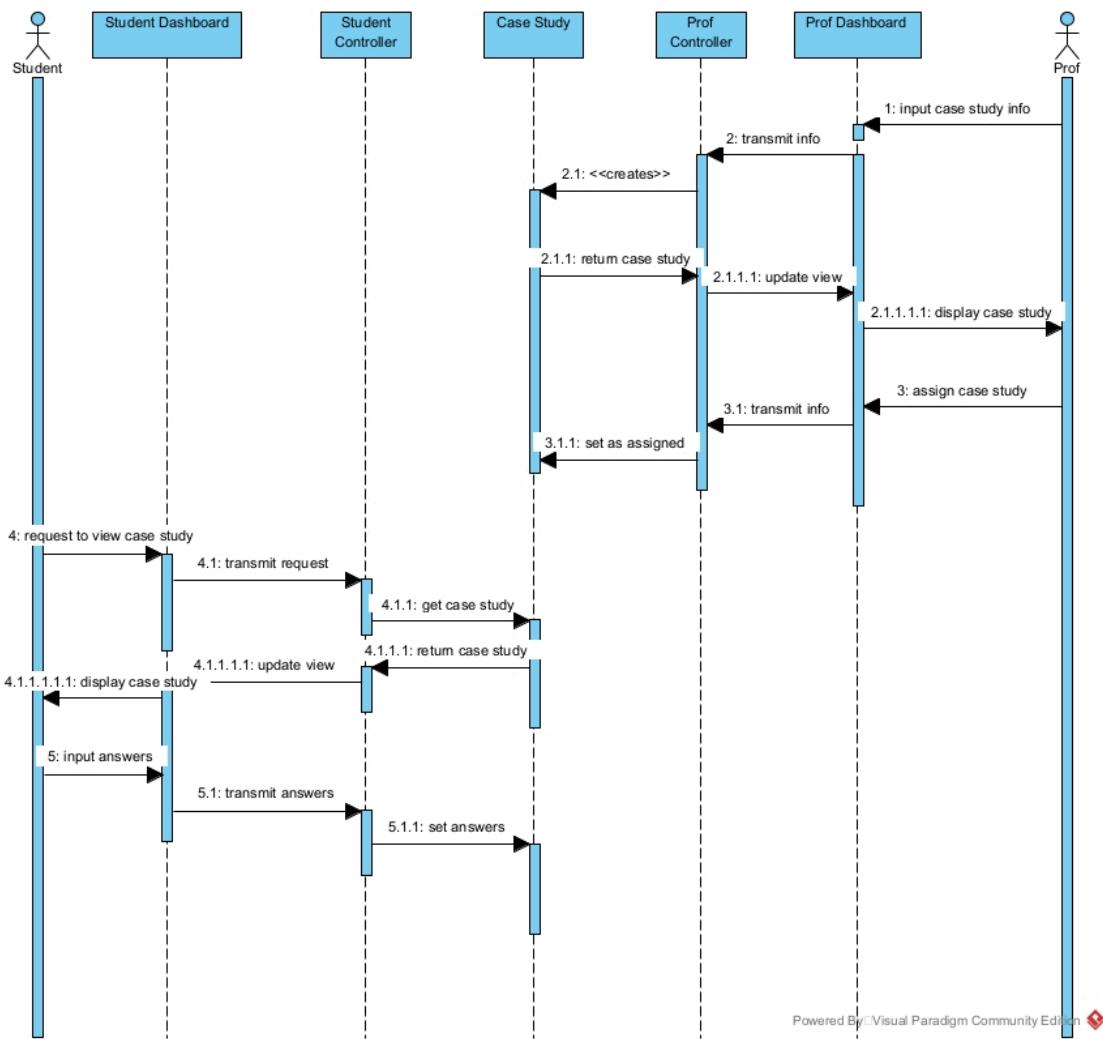 Student Dashboard
Student
Controller
Case Study
Prof
Controller
Prof Dashboard
Student
Prof
1: input case study info
2: transmit info
2.1: <<creates>>
2.1.1: return case study
2.1.1.1: update view
2.1.1.1.1: display case study
3: assign case study
3.1: transmit info
3.1.1: set as assigned
4: request to view case study
4.1: transmit request
4.1.1: get case study
4.1.1.1: return case study
4.1.1.1.1: update view
4.1.1.1.1.1: display case study
5: input answers
5.1: transmit answers
5.1.1: set answers
Powered By Visual Paradigm Community Edition